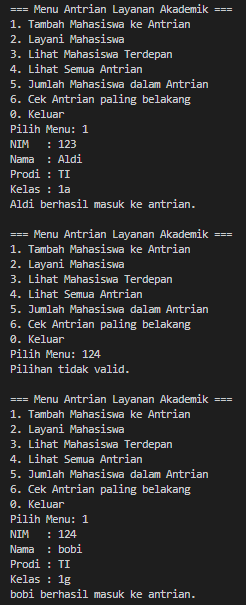 === Menu Antrian Layanan Akademik ===
1. Tambah Mahasiswa ke Antrian
2. Layani Mahasiswa
3. Lihat Mahasiswa Terdepan
4. Lihat Semua Antrian
5. Jumlah Mahasiswa dalam Antrian
6. Cek Antrian paling belakang
0. Keluar
Pilih Menu: 1
NIM   : 123
Nama  : Aldi
Prodi : TI
Kelas : 1a
Aldi berhasil masuk ke antrian.

=== Menu Antrian Layanan Akademik ===
1. Tambah Mahasiswa ke Antrian
2. Layani Mahasiswa
3. Lihat Mahasiswa Terdepan
4. Lihat Semua Antrian
5. Jumlah Mahasiswa dalam Antrian
6. Cek Antrian paling belakang
0. Keluar
Pilih Menu: 124
Pilihan tidak valid.

=== Menu Antrian Layanan Akademik ===
1. Tambah Mahasiswa ke Antrian
2. Layani Mahasiswa
3. Lihat Mahasiswa Terdepan
4. Lihat Semua Antrian
5. Jumlah Mahasiswa dalam Antrian
6. Cek Antrian paling belakang
0. Keluar
Pilih Menu: 1
NIM   : 124
Nama  : bobi
Prodi : TI
Kelas : 1g
bobi berhasil masuk ke antrian.